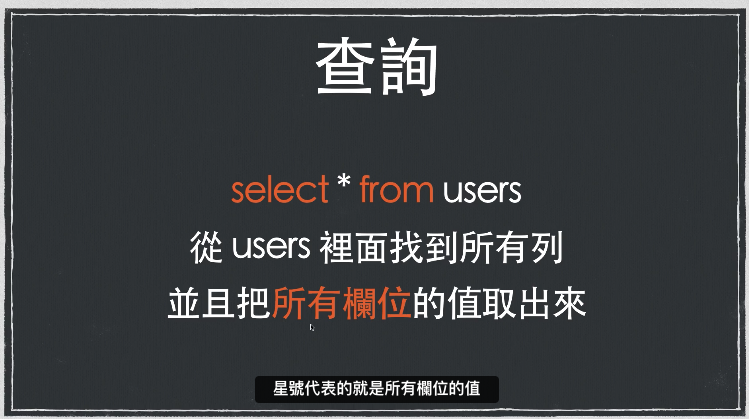 查詢
select * from users
從 users 裡面找到所有列
並且把所有欄位的值取出來
星號代表的就是所有欄位的值